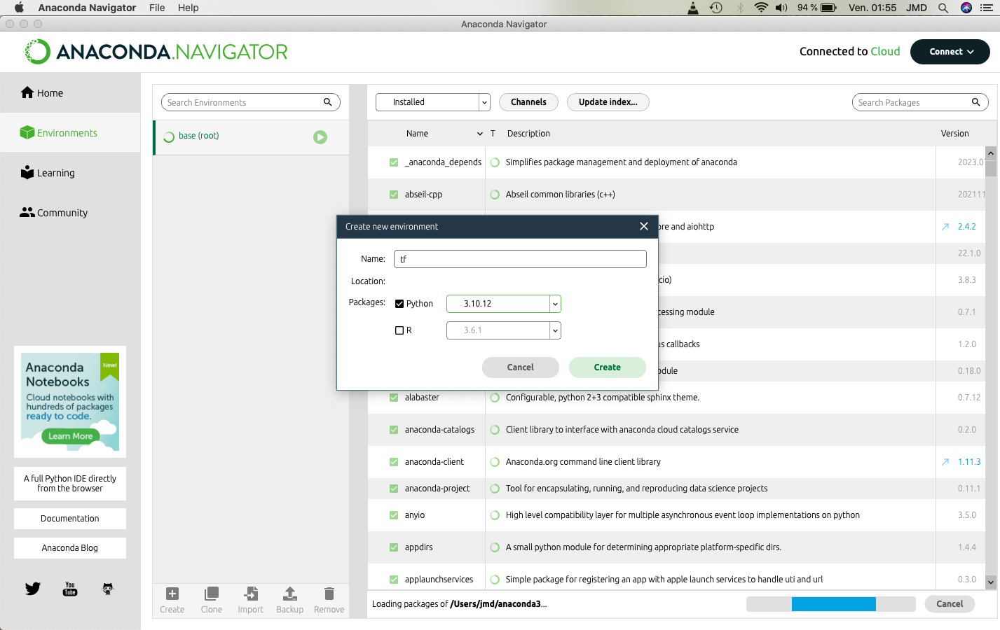 Anaconda Navigator File Help 94 % Ven. 01:55 JMD
Anaconda Navigator
ANACONDA.NAVIGATOR
Connected to Cloud
Connect
Home
Environments
Learning
Community
Anaconda
Notebooks
New!
Cloud notebooks with
hundreds of packages
ready to code.
Learn More
A full Python IDE directly
from the browser
Documentation
Anaconda Blog
You
Tube
Search Environments
base (root)
Create Clone Import Backup Remove
Installed
Channels
Update index...
Search Packages
Name T Description Version
_anaconda_depends Simplifies package management and deployment of anaconda 2023.07
abseil-cpp Abseil common libraries (c++) 202111
ore and aiohttp 2.4.2
22.1.0
cio) 3.8.3
cessing module 0.7.1
us callbacks 1.2.0
odule 0.18.0
alabaster Configurable, python 2+3 compatible sphinx theme. 0.7.12
anaconda-catalogs Client library to interface with anaconda cloud catalogs service 0.2.0
anaconda-client Anaconda.org command line client library 1.11.3
anaconda-project Tool for encapsulating, running, and reproducing data science projects 0.11.1
anyio High level compatibility layer for multiple asynchronous event loop implementations on python 3.5.0
appdirs A small python module for determining appropriate platform-specific dirs. 1.4.4
applaunchservices Simple package for registering an app with apple launch services to handle uti and url 0.3.0
Loading packages of /Users/jmd/anaconda3...
Cancel
Create new environment
Name: tf
Location:
Packages: Python 3.10.12
R 3.6.1
Cancel Create